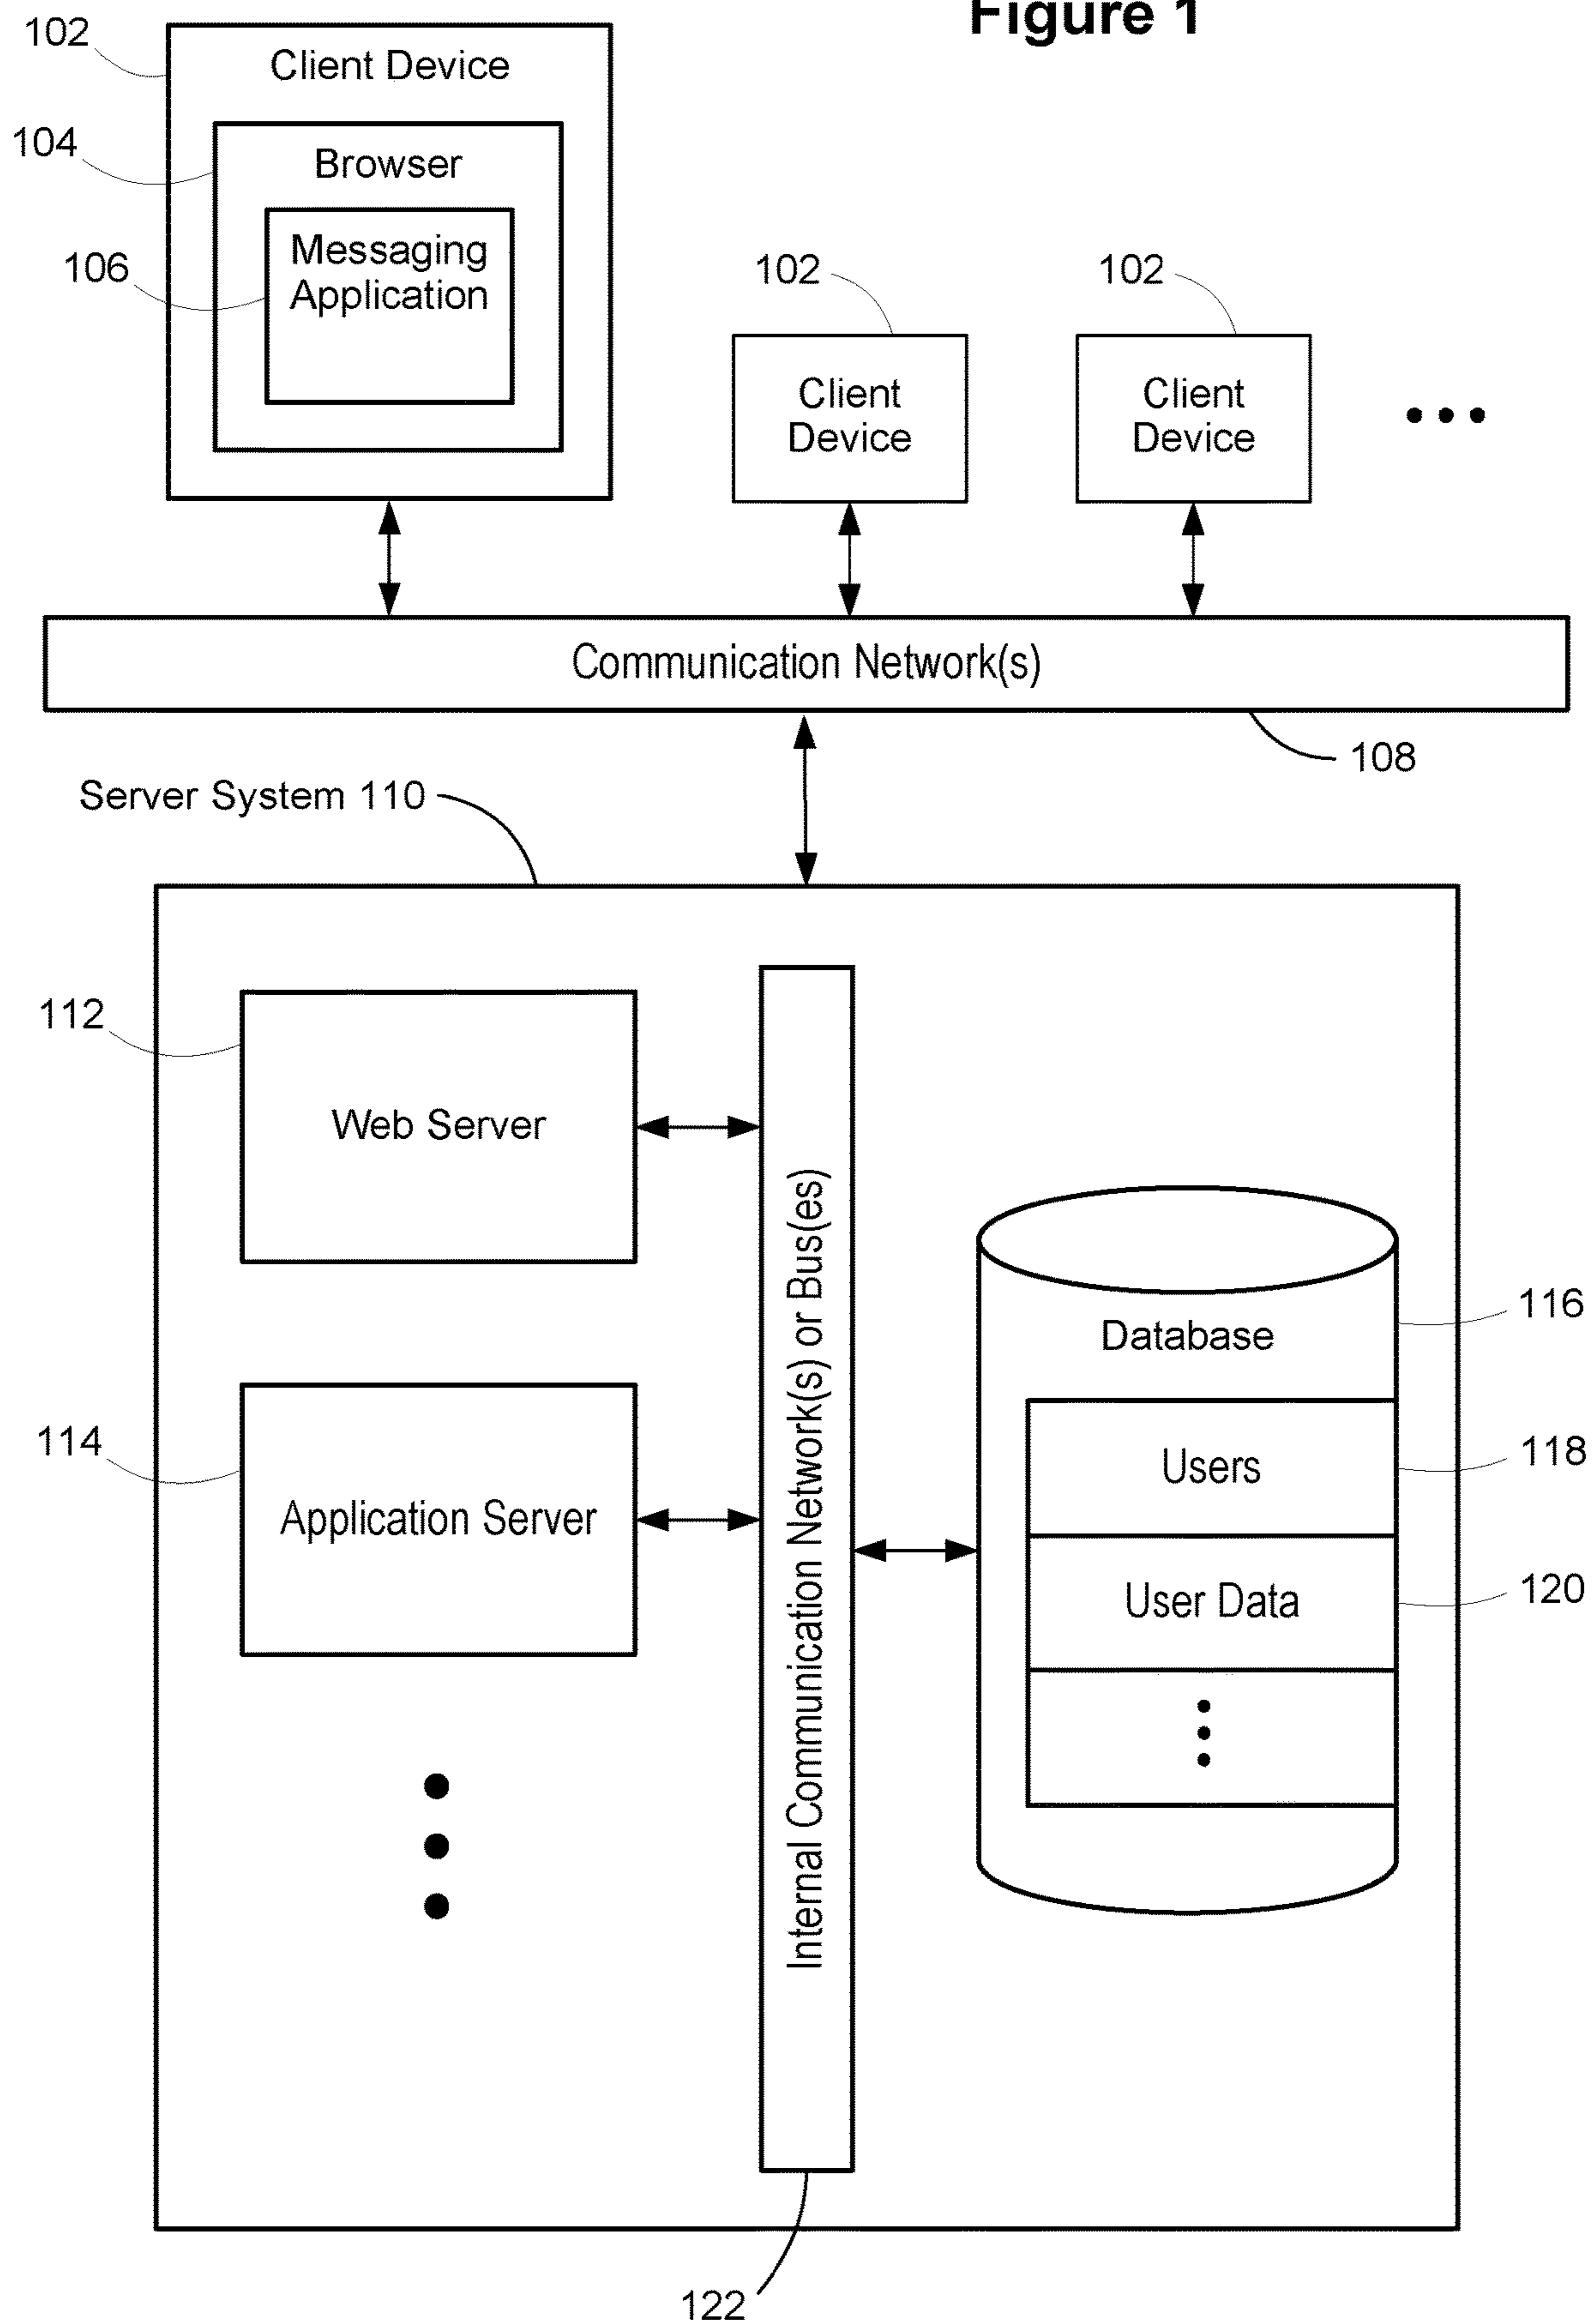 Figure 1
102
Client Device
104
Browser
106
Messaging
Application
102
102
Client
Device
Client
Device
Communication Network(s)
108
Server System 110
112
Web Server
Internal Communication Network(s) or Bus(es)
116
Database
114
Application Server
118
Users
120
User Data
122